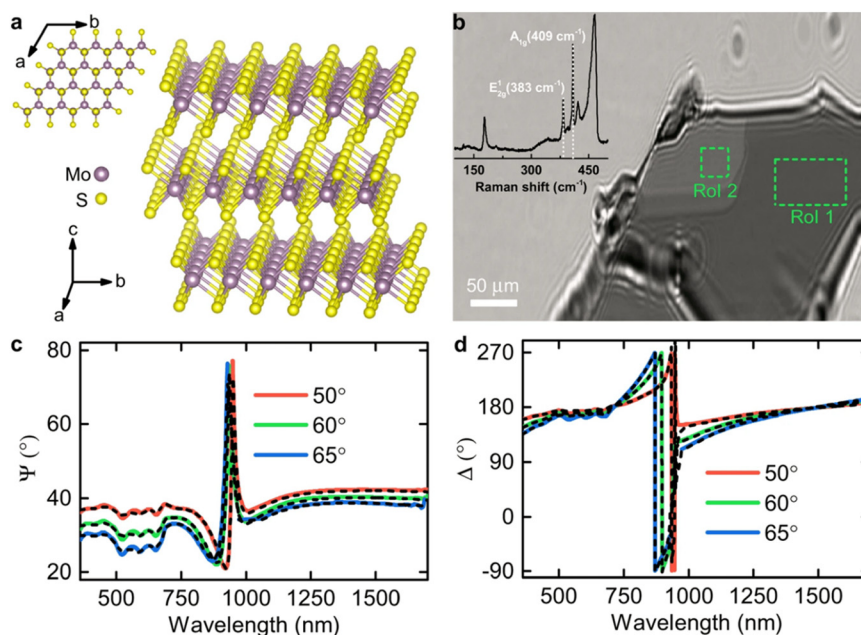 a
b
a
Mo
S
c
b
a
b
A1g(409 cm-1)
E12g(383 cm-1)
150 300 450
Raman shift (cm-1)
RoI 2
RoI 1
50 μm
c
80
60
40
20
Ψ (°)
50°
60°
65°
500 750 1000 1250 1500
Wavelength (nm)
d
270
180
90
0
-90
Δ (°)
50°
60°
65°
500 750 1000 1250 1500
Wavelength (nm)